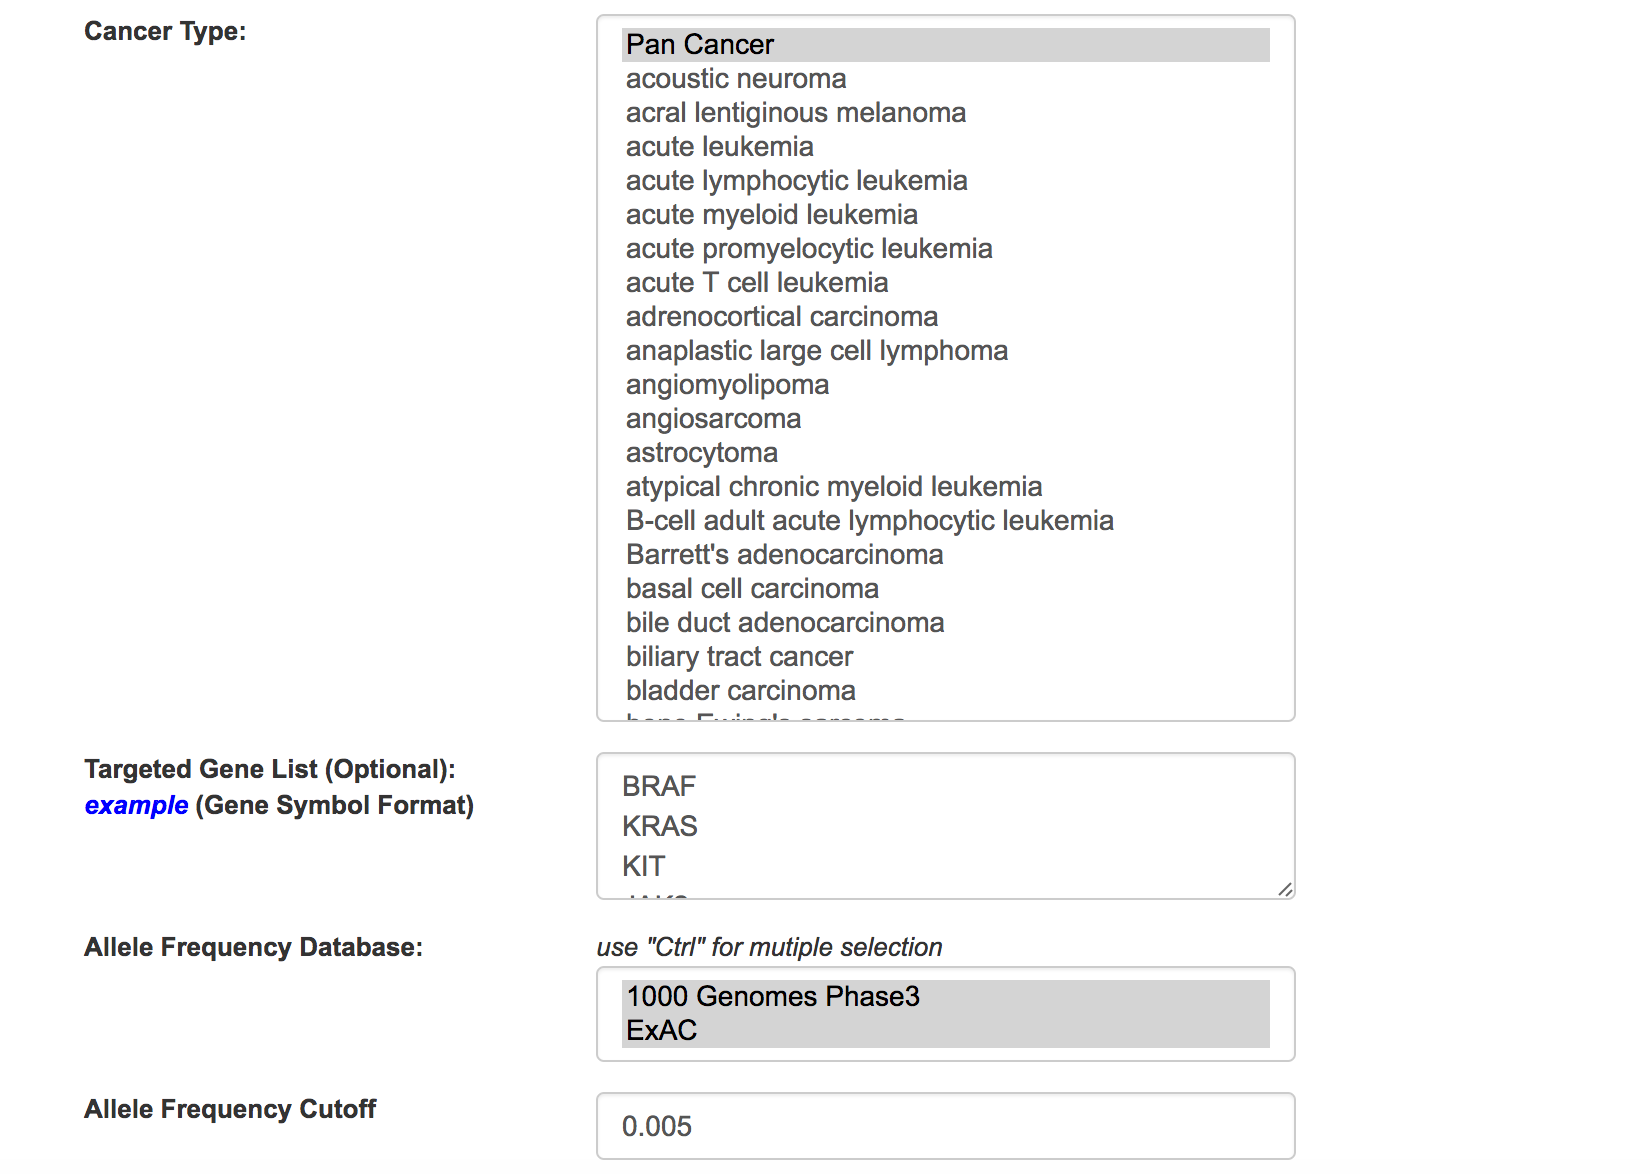 Cancer Type:
Pan Cancer
acoustic neuroma
acral lentiginous melanoma
acute leukemia
acute lymphocytic leukemia
acute myeloid leukemia
acute promyelocytic leukemia
acute T cell leukemia
adrenocortical carcinoma
anaplastic large cell lymphoma
angiomyolipoma
angiosarcoma
astrocytoma
atypical chronic myeloid leukemia
B-cell adult acute lymphocytic leukemia
Barrett's adenocarcinoma
basal cell carcinoma
bile duct adenocarcinoma
biliary tract cancer
bladder carcinoma
bone Ewing's sarcoma
Targeted Gene List (Optional):
example (Gene Symbol Format)
BRAF
KRAS
KIT
Allele Frequency Database:
use "Ctrl" for mutiple selection
1000 Genomes Phase3
ExAC
Allele Frequency Cutoff
0.005